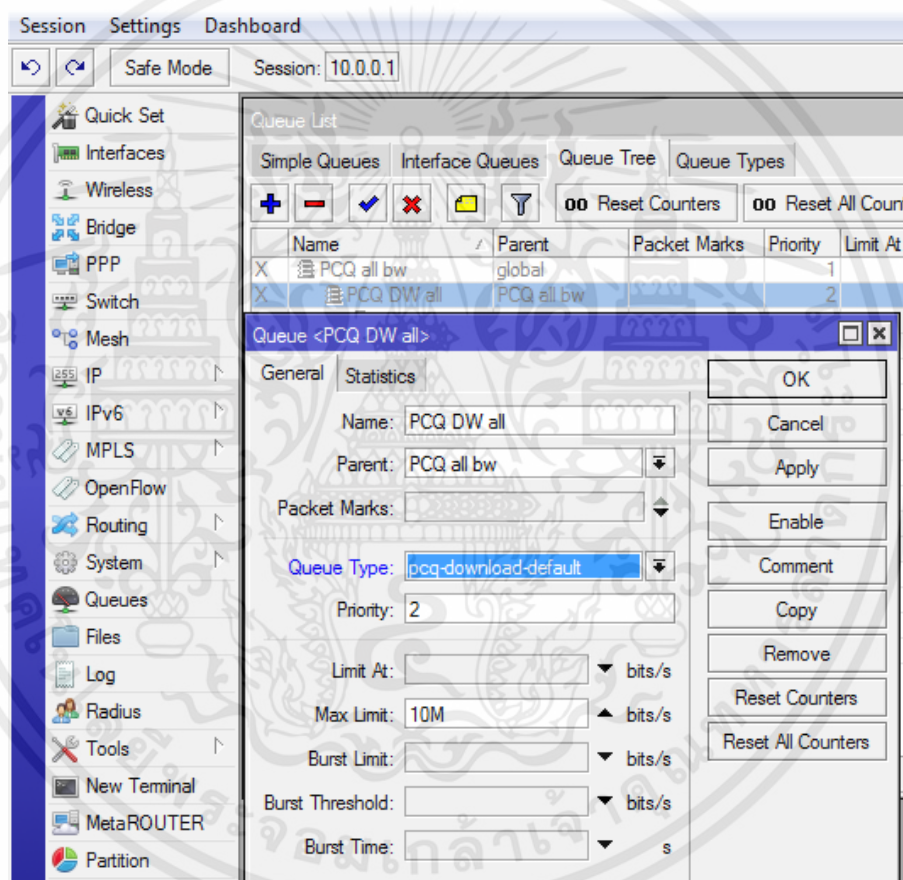 Session Settings Dashboard
Safe Mode Session: 10.0.0.1
Quick Set
Interfaces
Wireless
Bridge
PPP
Switch
Mesh
IP
IPv6
MPLS
OpenFlow
Routing
System
Queues
Files
Log
Radius
Tools
New Terminal
MetaROUTER
Partition
Queue List
Simple Queues Interface Queues Queue Tree Queue Types
00 Reset Counters 00 Reset All Coun
Name Parent Packet Marks Priority Limit At
X PCQ all bw global 1
X PCQ DW all PCQ all bw 2
Queue <PCQ DW all>
General Statistics
Name: PCQ DW all
Parent: PCQ all bw
Packet Marks:
Queue Type: pcq-download-default
Priority: 2
Limit At: bits/s
Max Limit: 10M bits/s
Burst Limit: bits/s
Burst Threshold: bits/s
Burst Time: s
OK
Cancel
Apply
Enable
Comment
Copy
Remove
Reset Counters
Reset All Counters